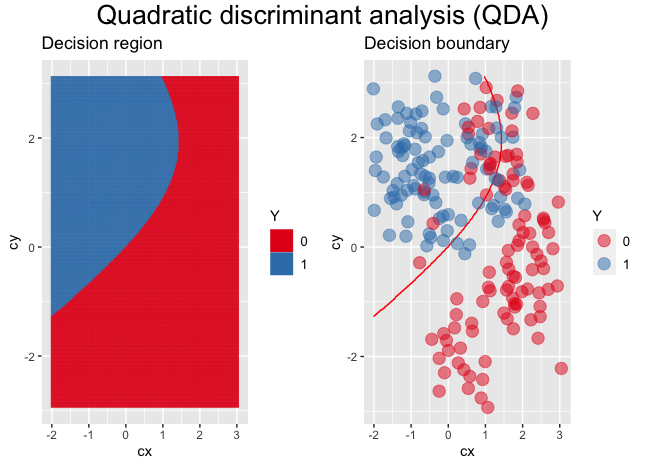 Quadratic discriminant analysis (QDA)
Decision region
2
0
-2
cy
-2 -1 0 1 2 3
cx
Y
0
1
Decision boundary
2
0
-2
cy
-2 -1 0 1 2 3
cx
Y
0
1